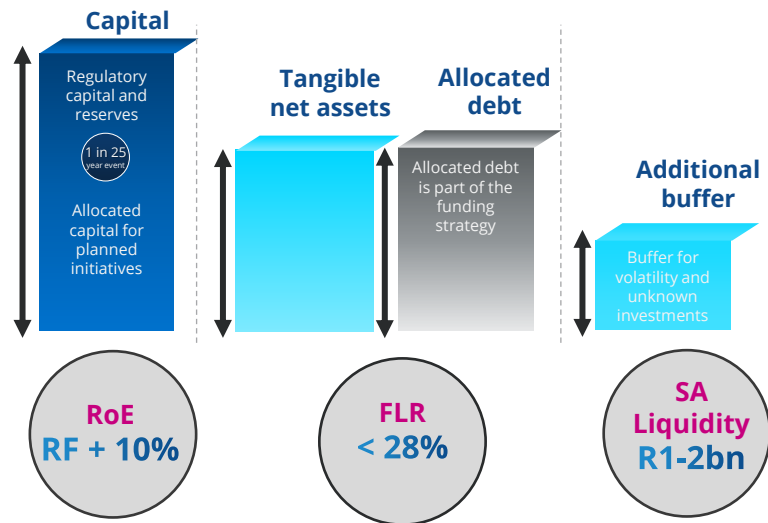 Capital
Regulatory
capital and
reserves
1 in 25
year event
Allocated
capital for
planned
initiatives
Tangible
net assets
Allocated
debt
Allocated debt
is part of the
funding
strategy
Additional
buffer
Buffer for
volatility and
unknown
investments
RoE
RF + 10%
FLR
< 28%
SA
Liquidity
R1-2bn